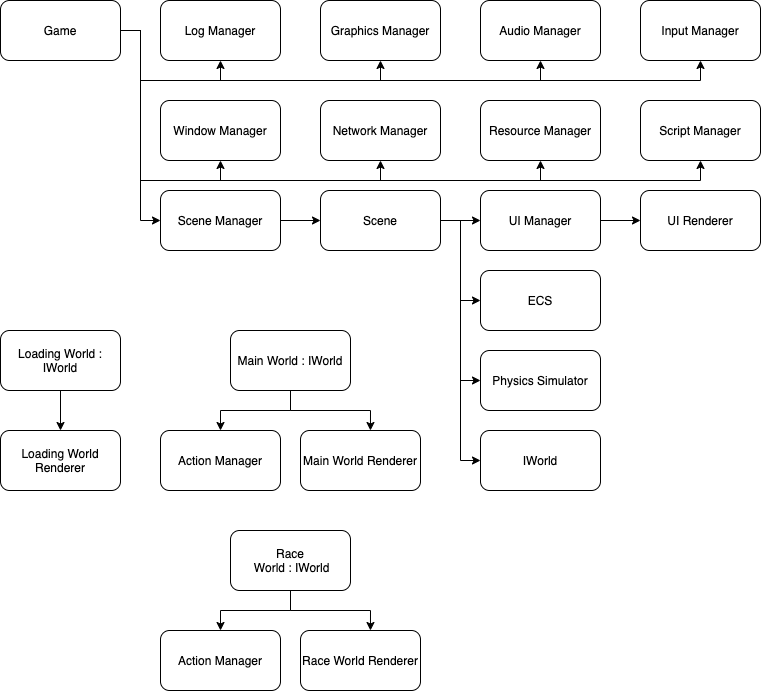 Game
Log Manager
Graphics Manager
Audio Manager
Input Manager
Window Manager
Network Manager
Resource Manager
Script Manager
Scene Manager
Scene
UI Manager
UI Renderer
ECS
Loading World :
IWorld
Main World : IWorld
Physics Simulator
Loading World
Renderer
Action Manager
Main World Renderer
IWorld
Race
World : IWorld
Action Manager
Race World Renderer